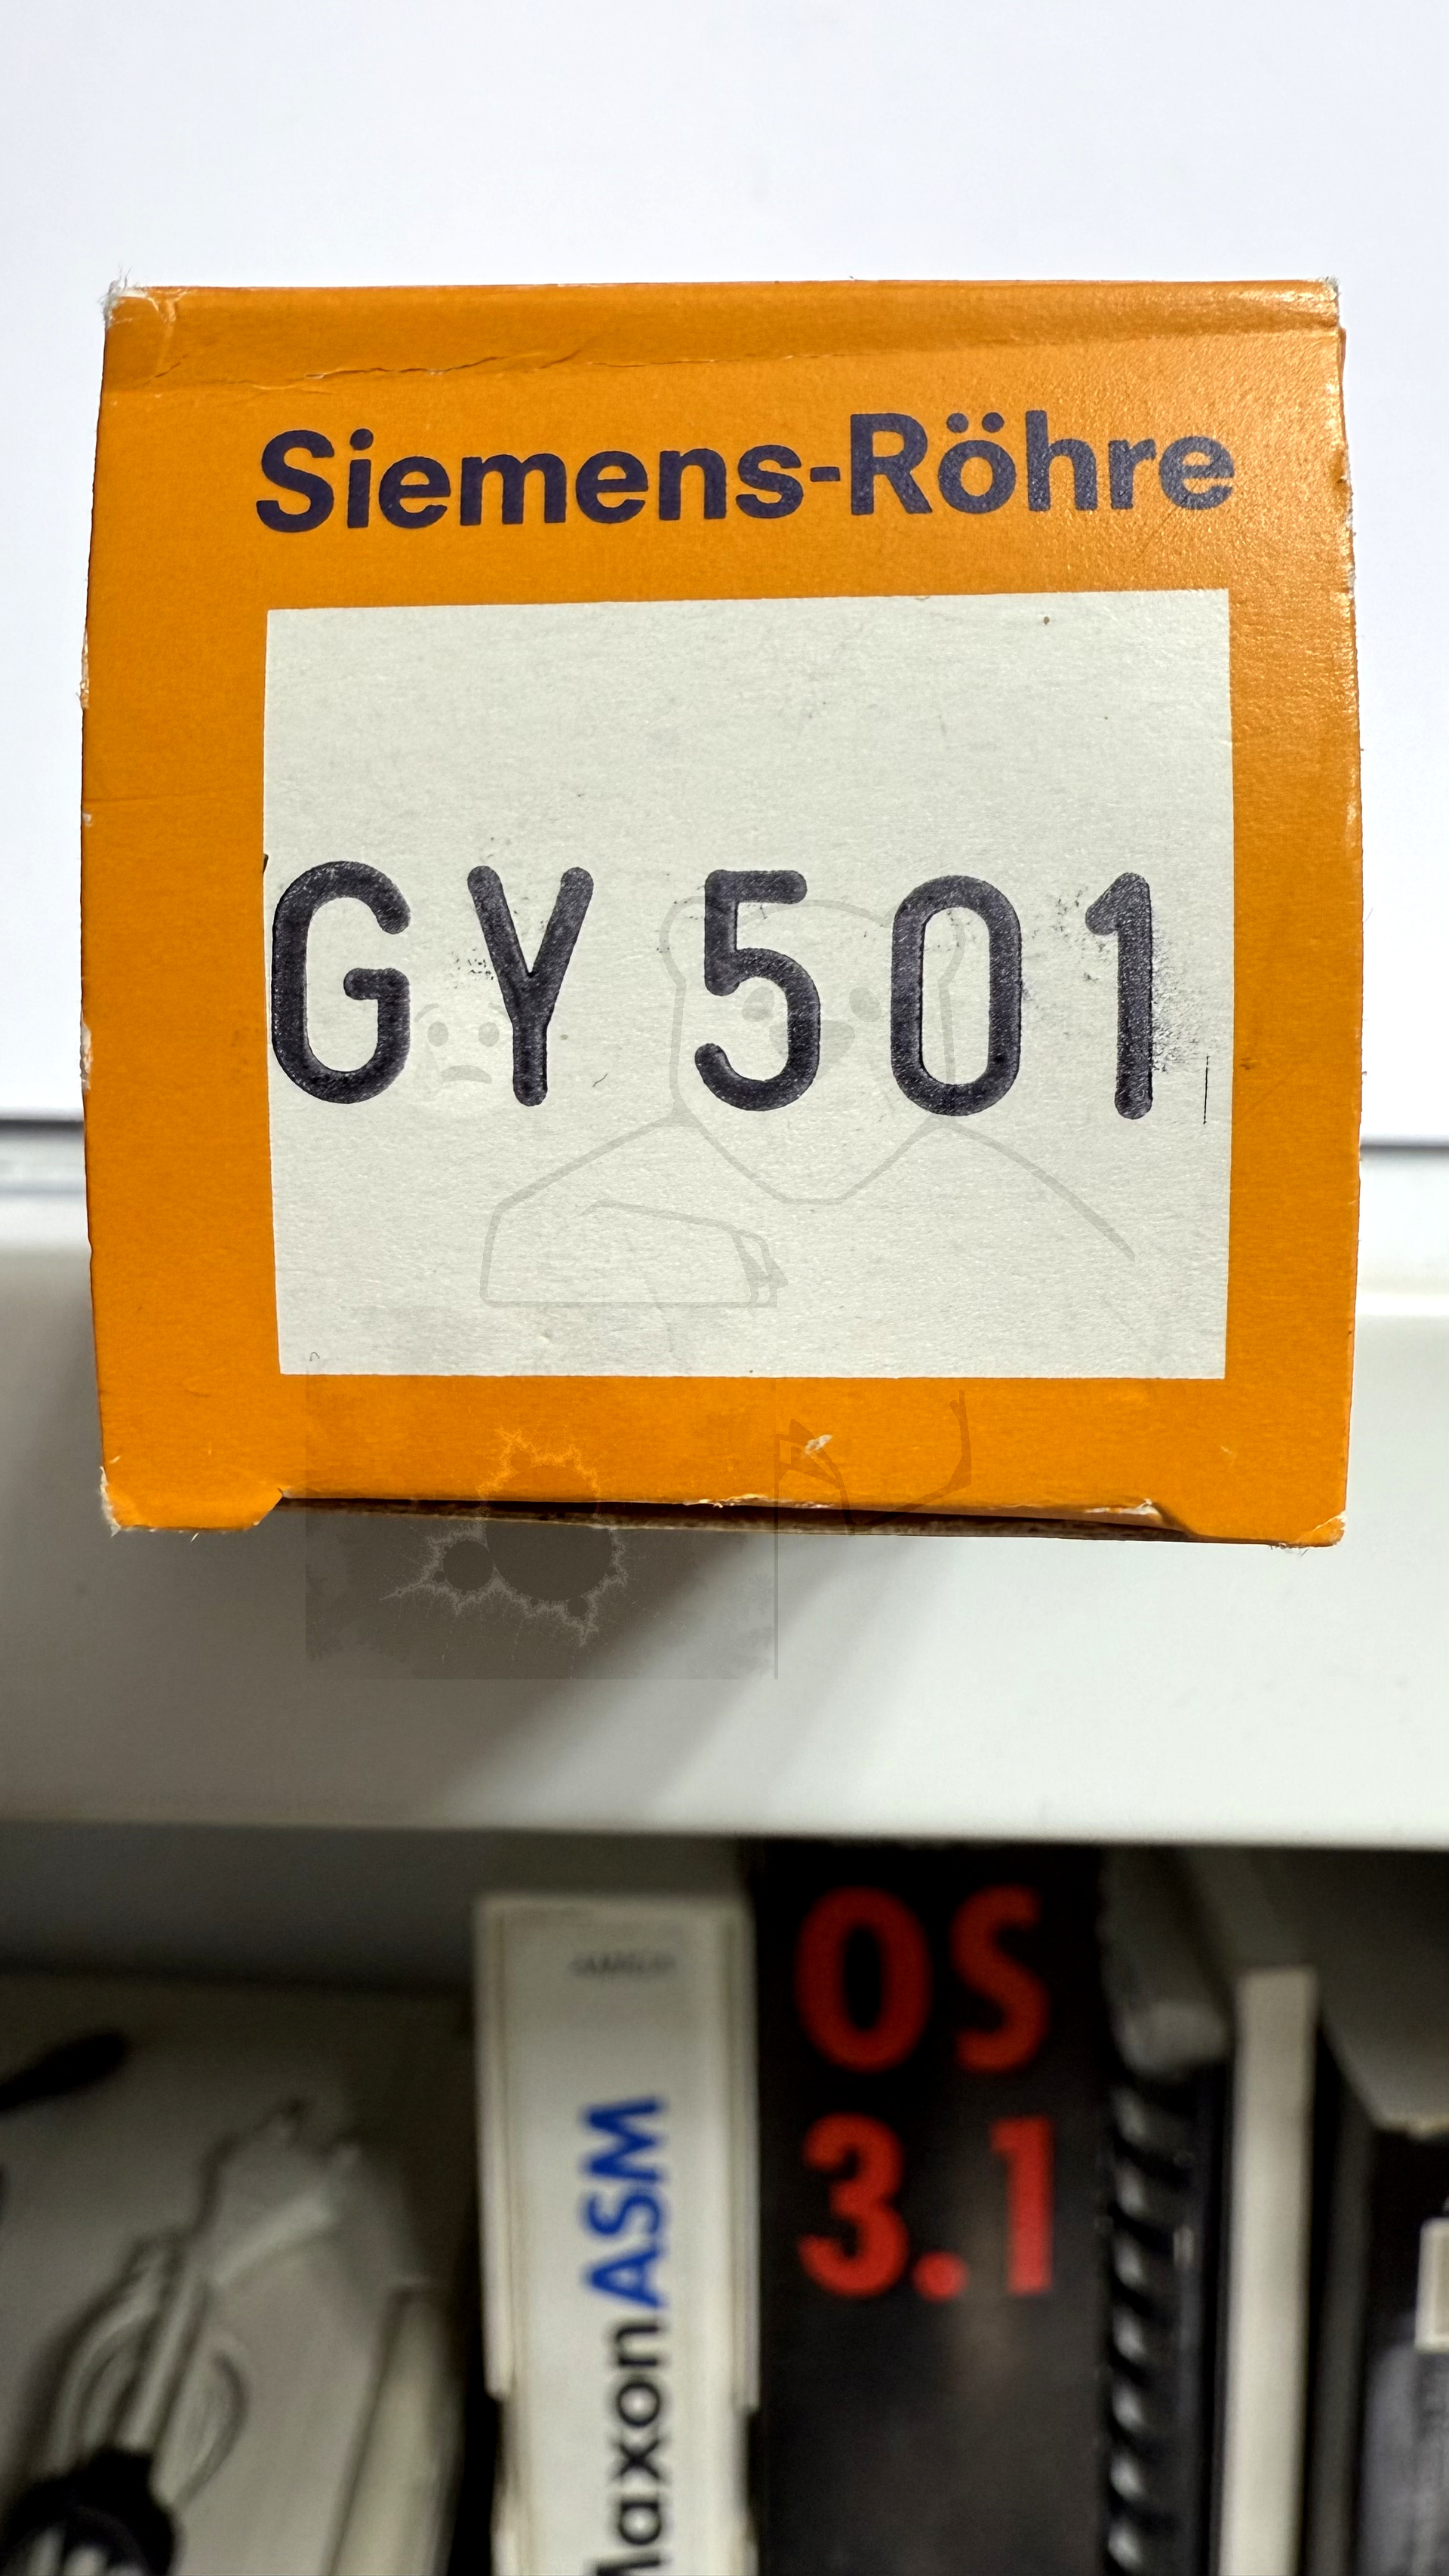 Siemens-Röhre
GY 501
OS
3.1
MaxonASM